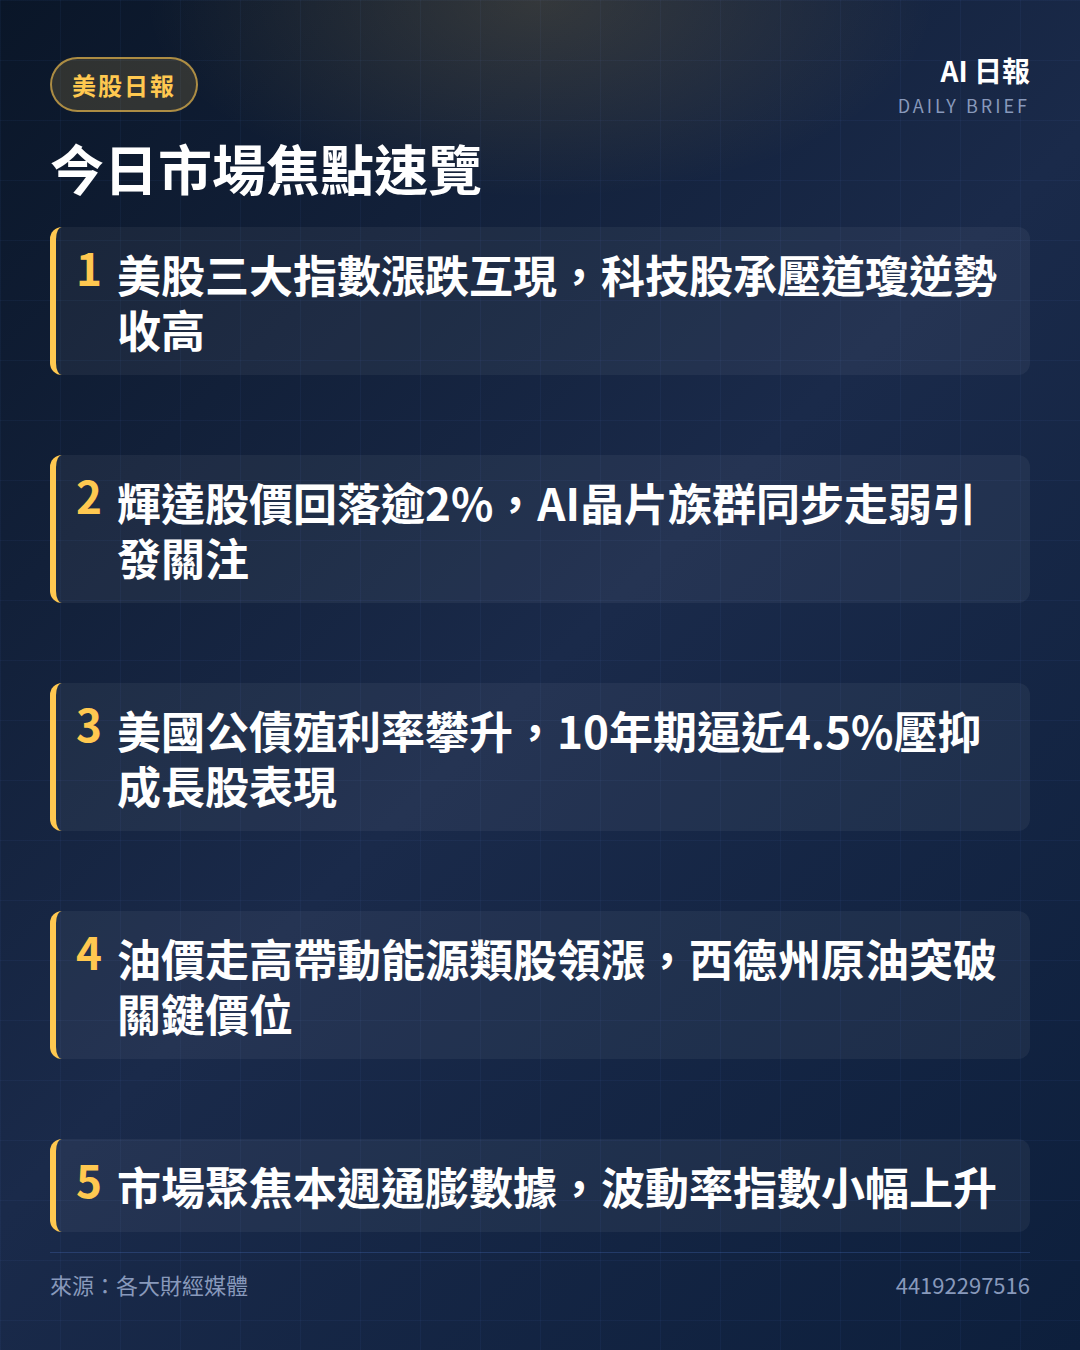 美股日報
AI 日報
DAILY BRIEF
今日市場焦點速覽
1 美股三大指數漲跌互現，科技股承壓道瓊逆勢
收高
2 輝達股價回落逾2%，AI晶片族群同步走弱引
發關注
3 美國公債殖利率攀升，10年期逼近4.5%壓抑
成長股表現
4 油價走高帶動能源類股領漲，西德州原油突破
關鍵價位
5 市場聚焦本週通膨數據，波動率指數小幅上升
來源：各大財經媒體
44192297516